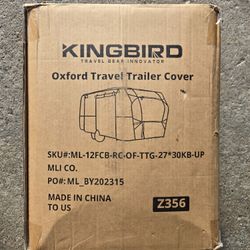 KINGBIRD
TRAVEL GEAR INNOVATOR
Oxford Travel Trailer Cover
SKU#:ML-12FCB-RC-OF-TTG-27*30KB-UP
MLI CO.
PO#: ML_BY202315
MADE IN CHINA
TO US
Z356